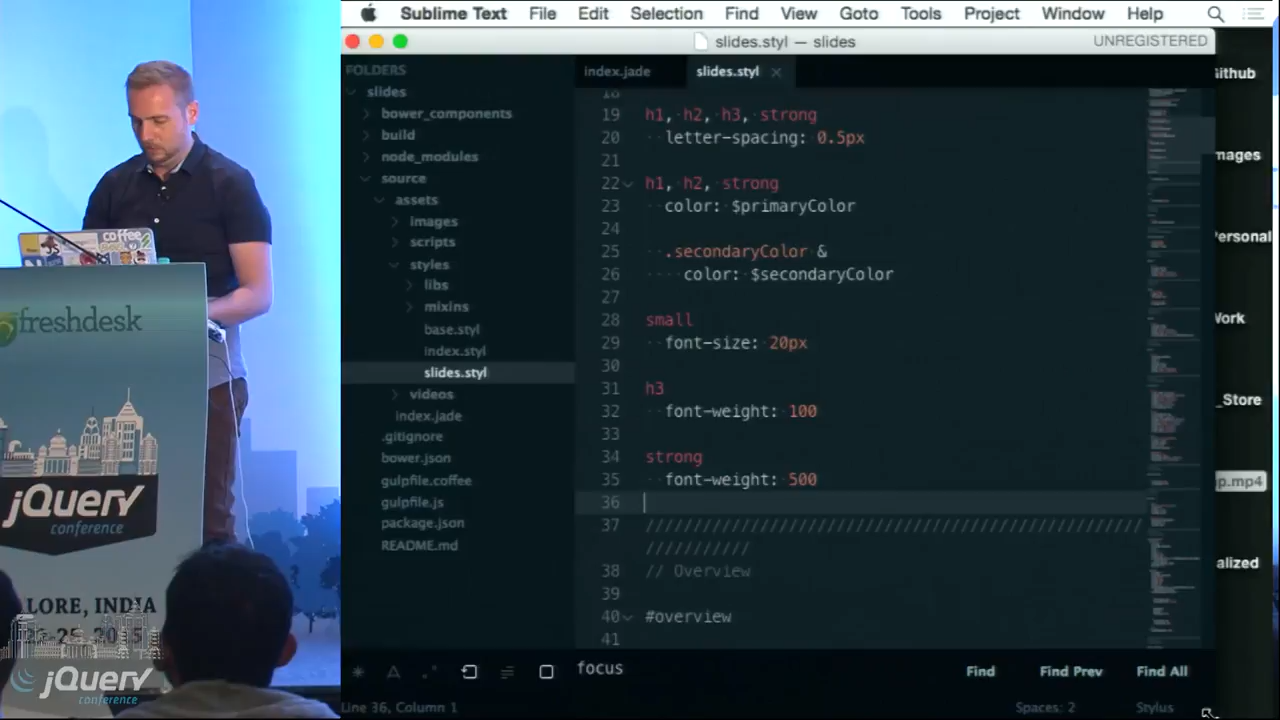 Sublime Text File Edit Selection Find View Goto Tools Project Window Help
slides.styl — slides
UNREGISTERED
FOLDERS
slides
bower_components
build
node_modules
source
assets
images
scripts
styles
libs
mixins
base.styl
index.styl
slides.styl
videos
index.jade
.gitignore
bower.json
gulpfile.coffee
gulpfile.js
package.json
README.md
index.jade
slides.styl
18
19 h1, h2, h3, strong
20 letter-spacing: 0.5px
21
22 h1, h2, strong
23 color: $primaryColor
24
25 .secondaryColor &
26 color: $secondaryColor
27
28 small
29 font-size: 20px
30
31 h3
32 font-weight: 100
33
34 strong
35 font-weight: 500
36
37 ////////////////////////////////////////////////////
///////////
38 // Overview
39
40 #overview
41
focus
Find Find Prev Find All
Line 36, Column 1
Spaces: 2
Stylus
Github
mages
Personal
Work
_Store
p.mp4
alized
coffee
JS
freshdesk
jQuery
conference
ALORE, INDIA
jQuery
conference